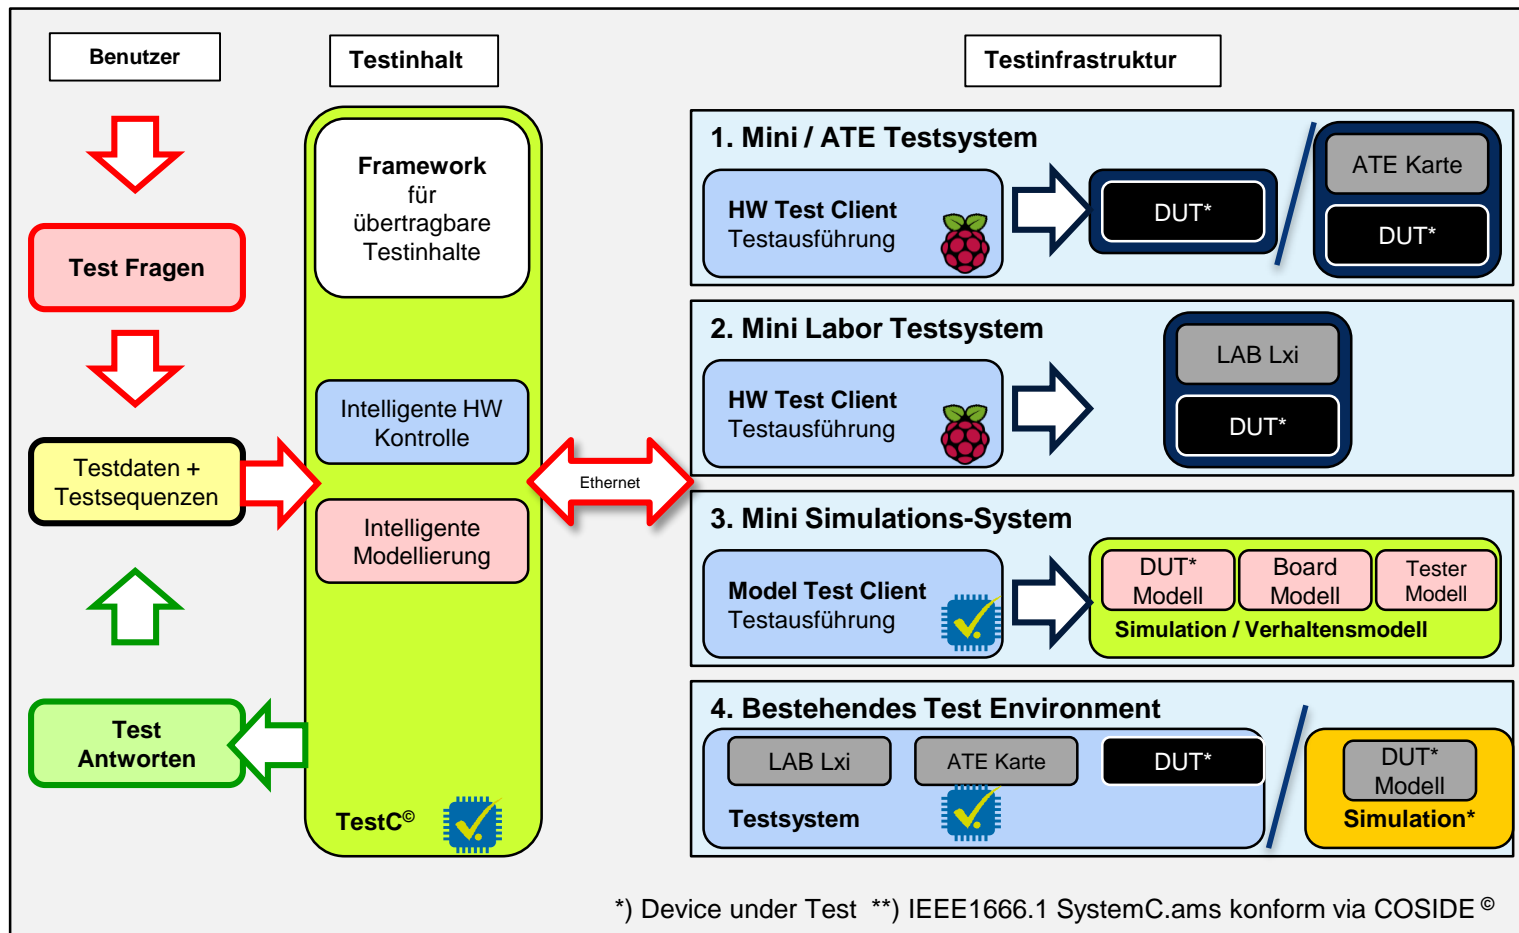 Benutzer
Testinhalt
Testinfrastruktur
Test Fragen
Testdaten +
Testsequenzen
Test
Antworten
Framework
für
übertragbare
Testinhalte
Intelligente HW
Kontrolle
Intelligente
Modellierung
TestC©
Ethernet
1. Mini / ATE Testsystem
HW Test Client
Testausführung
DUT*
ATE Karte
DUT*
2. Mini Labor Testsystem
HW Test Client
Testausführung
LAB Lxi
DUT*
3. Mini Simulations-System
Model Test Client
Testausführung
DUT*
Modell
Board
Modell
Tester
Modell
Simulation / Verhaltensmodell
4. Bestehendes Test Environment
LAB Lxi
ATE Karte
DUT*
Testsystem
DUT*
Modell
Simulation*
*) Device under Test **) IEEE1666.1 SystemC.ams konform via COSIDE ©